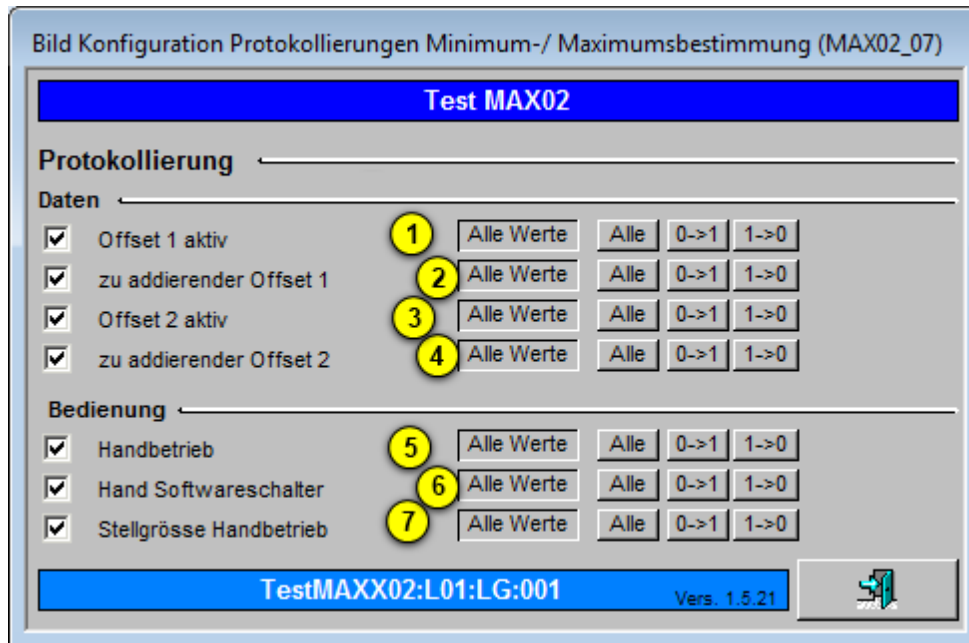 Bild Konfiguration Protokollierungen Minimum-/ Maximumsbestimmung (MAX02_07)
Test MAX02
Protokollierung
Daten
Offset 1 aktiv 1 Alle Werte Alle 0->1 1->0
zu addierender Offset 1 2 Alle Werte Alle 0->1 1->0
Offset 2 aktiv 3 Alle Werte Alle 0->1 1->0
zu addierender Offset 2 4 Alle Werte Alle 0->1 1->0
Bedienung
Handbetrieb 5 Alle Werte Alle 0->1 1->0
Hand Softwareschalter 6 Alle Werte Alle 0->1 1->0
Stellgrösse Handbetrieb 7 Alle Werte Alle 0->1 1->0
TestMAXX02:L01:LG:001 Vers. 1.5.21